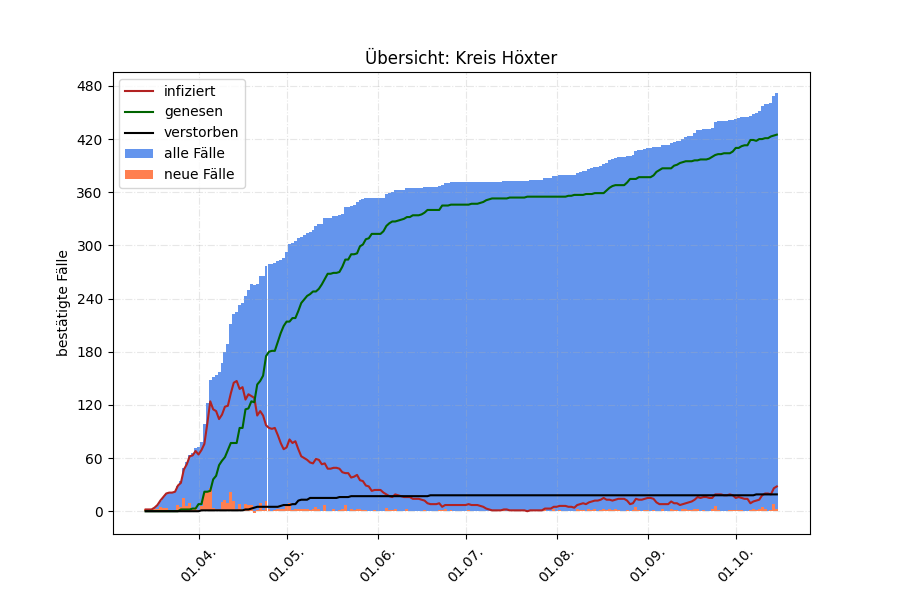 Übersicht: Kreis Höxter
infiziert
genesen
verstorben
alle Fälle
neue Fälle
bestätigte Fälle
480
420
360
300
240
180
120
60
0
01.04.
01.05.
01.06.
01.07.
01.08.
01.09.
01.10.